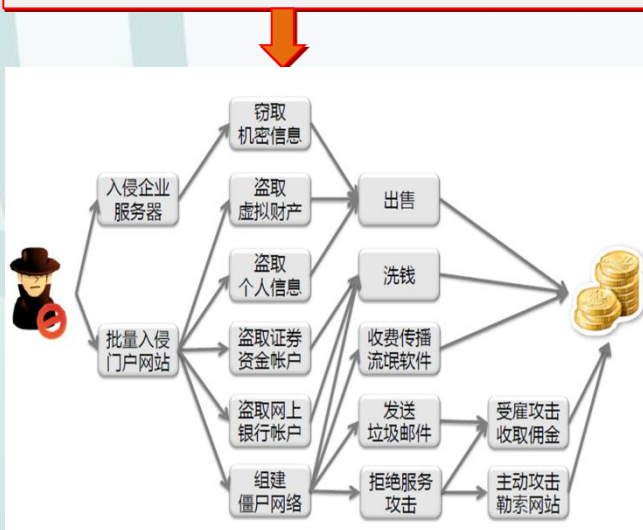 窃取
机密信息
入侵企业
服务器
盗取
虚拟财产
出售
盗取
个人信息
洗钱
批量入侵
门户网站
盗取证券
资金帐户
收费传播
流氓软件
盗取网上
银行帐户
发送
垃圾邮件
受雇攻击
收取佣金
组建
僵尸网络
拒绝服务
攻击
主动攻击
勒索网站